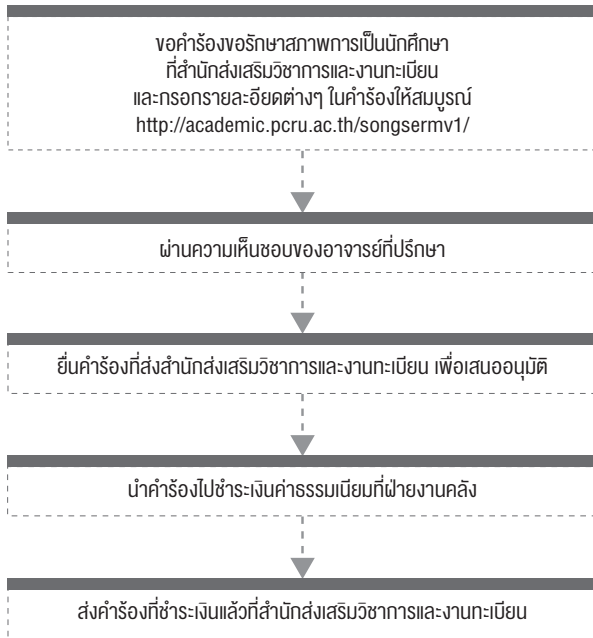 ขอคำร้องขอรักษาสภาพการเป็นนักศึกษา
ที่สำนักส่งเสริมวิชาการและงานทะเบียน
และกรอกรายละอียดต่างๆ ในคำร้องให้สมบูรณ์
http://academic.pcru.ac.th/songsermv1/
ผ่านความเห็นชอบของอาจารย์ที่ปรึกษา
ยื่นคำร้องที่ส่งสำนักส่งเสริมวิชาการและงานทะเบียน เพื่อเสนออนุมัติ
นำคำร้องไปชำระเงินค่าธรรมเนียมที่ฝ่ายงานคลัง
ส่งคำร้องที่ชำระเงินแล้วที่สำนักส่งเสริมวิชาการและงานทะเบียน